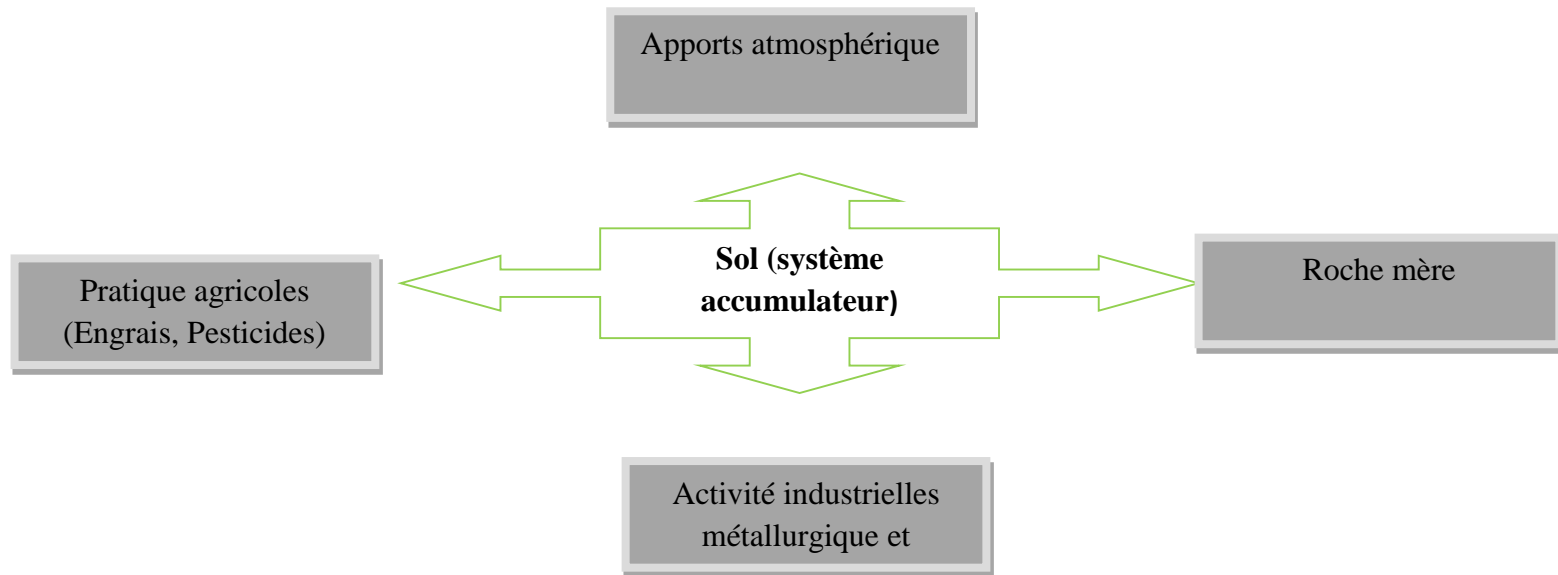 Apports atmosphérique
Sol (système
accumulateur)
Pratique agricoles
(Engrais, Pesticides)
Roche mère
Activité industrielles
métallurgique et